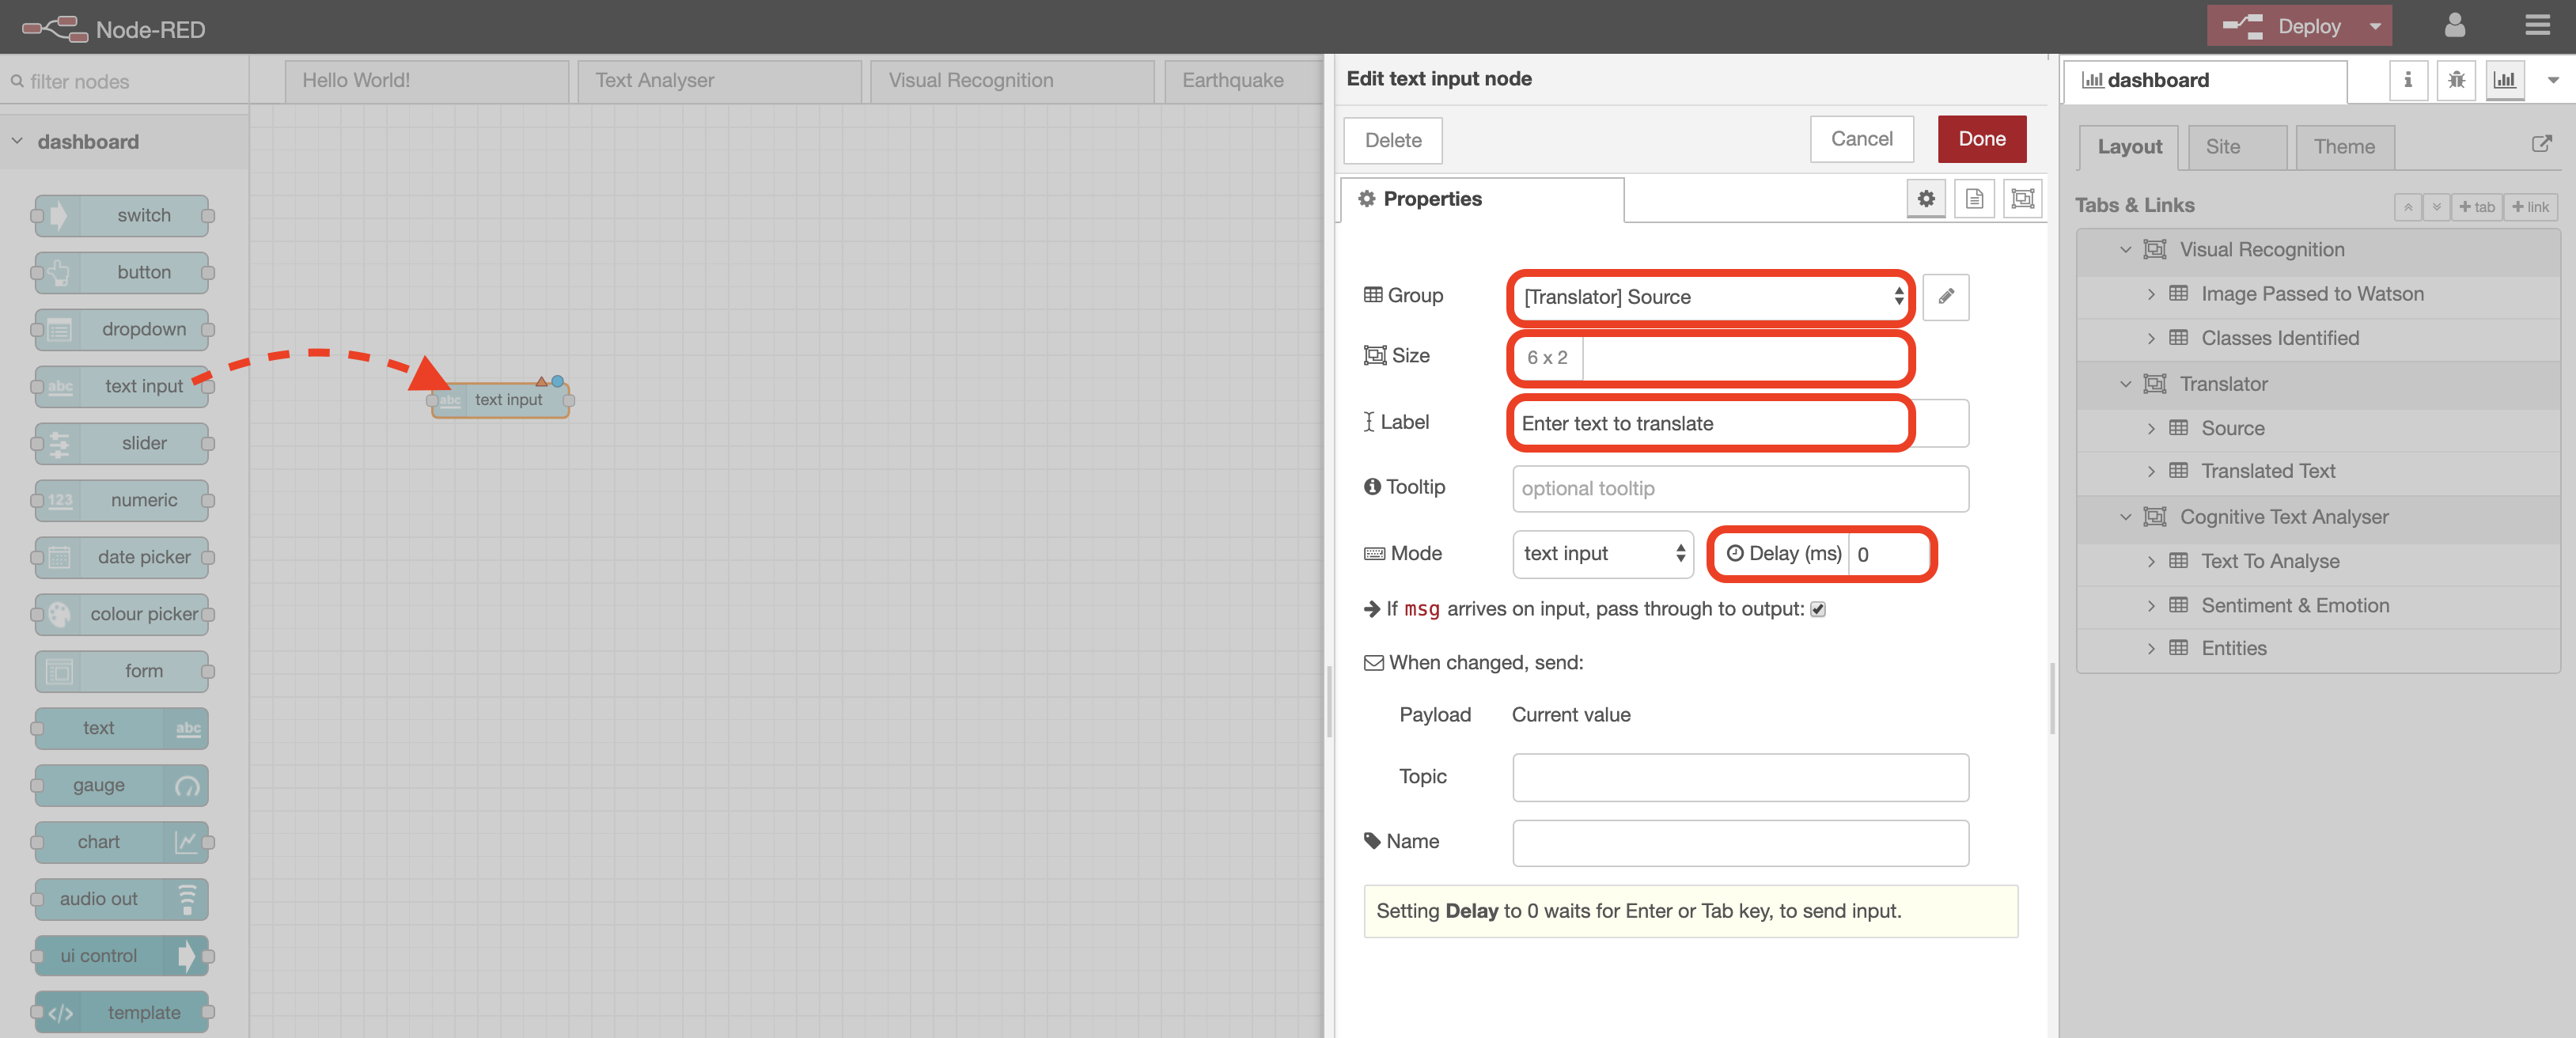 Node-RED
Deploy
filter nodes
Hello World!
Text Analyser
Visual Recognition
Earthquake
dashboard
switch
button
dropdown
abc text input
slider
123 numeric
date picker
colour picker
form
text abc
gauge
chart
audio out
ui control
</> template
abc text input
Edit text input node
Delete
Cancel
Done
Properties
Group
[Translator] Source
Size
6 x 2
Label
Enter text to translate
Tooltip
optional tooltip
Mode
text input
Delay (ms)
0
If msg arrives on input, pass through to output:
When changed, send:
Payload
Current value
Topic
Name
Setting Delay to 0 waits for Enter or Tab key, to send input.
dashboard
i
Layout
Site
Theme
Tabs & Links
+ tab
+ link
Visual Recognition
Image Passed to Watson
Classes Identified
Translator
Source
Translated Text
Cognitive Text Analyser
Text To Analyse
Sentiment & Emotion
Entities